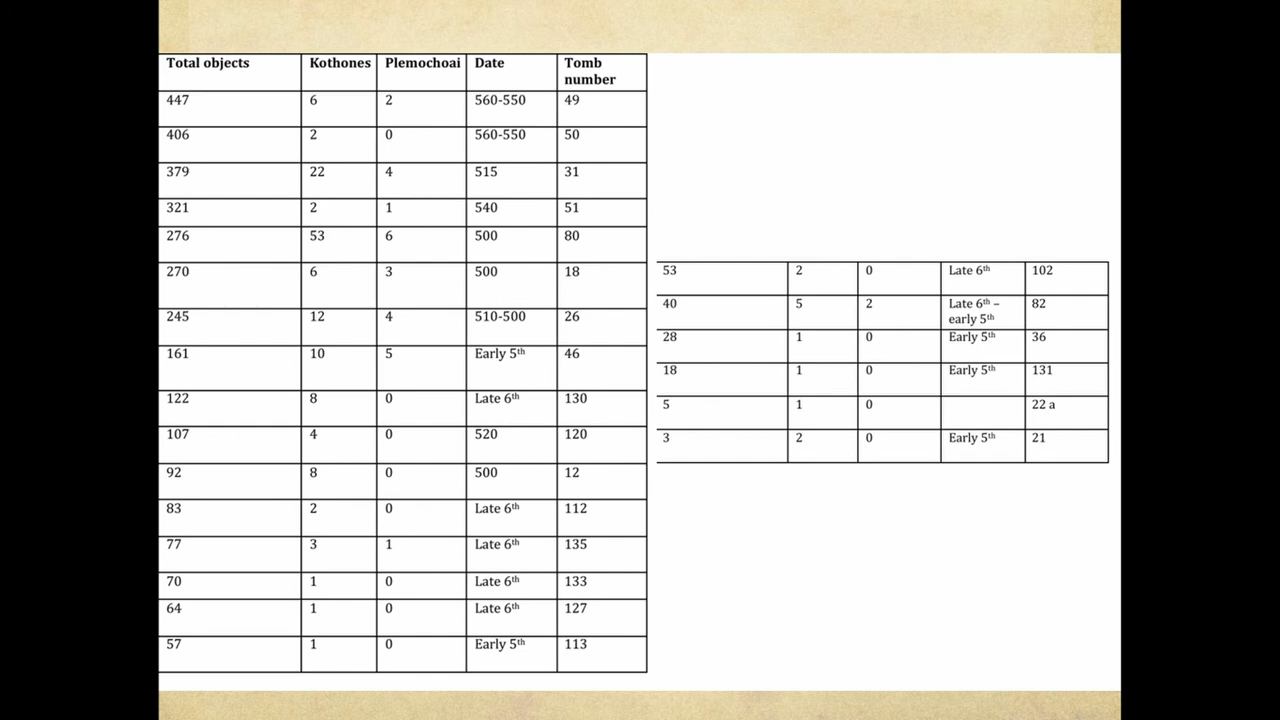 Total objects Kothones Plemochoai Date Tomb number
447 6 2 560-550 49
406 2 0 560-550 50
379 22 4 515 31
321 2 1 540 51
276 53 6 500 80
270 6 3 500 18
245 12 4 510-500 26
161 10 5 Early 5th 46
122 8 0 Late 6th 130
107 4 0 520 120
92 8 0 500 12
83 2 0 Late 6th 112
77 3 1 Late 6th 135
70 1 0 Late 6th 133
64 1 0 Late 6th 127
57 1 0 Early 5th 113
53 2 0 Late 6th 102
40 5 2 Late 6th – early 5th 82
28 1 0 Early 5th 36
18 1 0 Early 5th 131
5 1 0 22 a
3 2 0 Early 5th 21